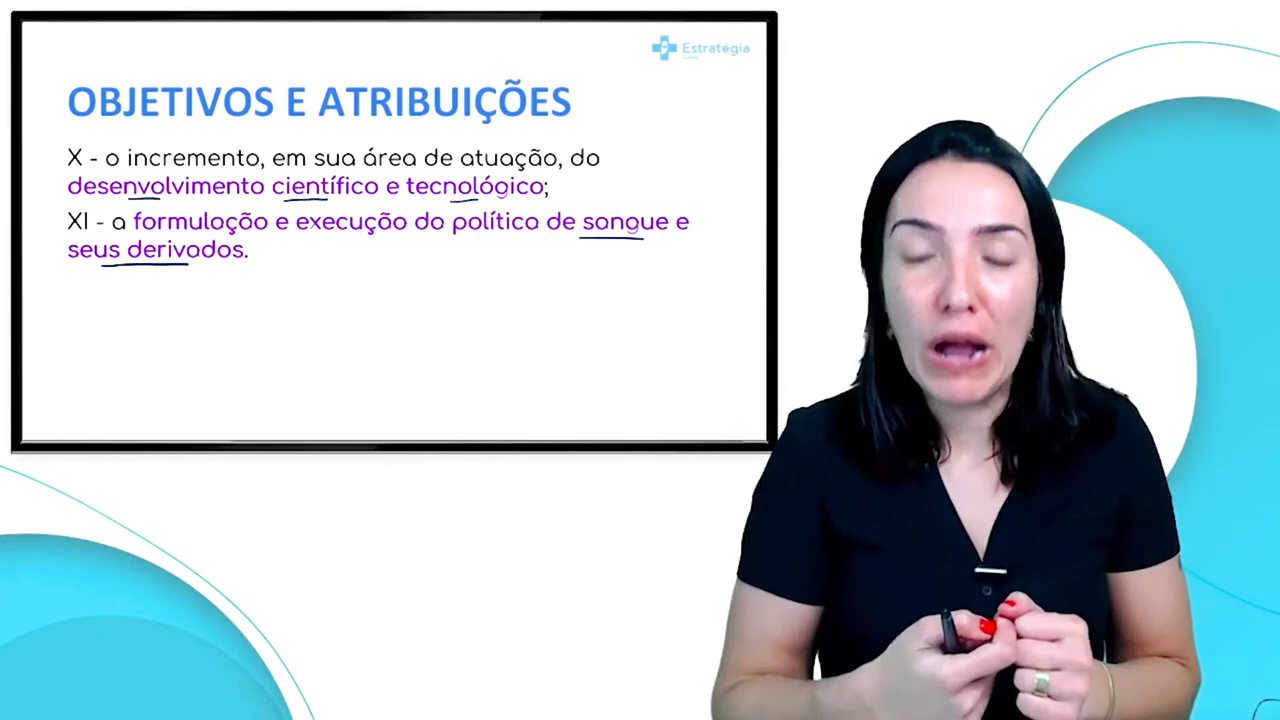 Estratégia
OBJETIVOS E ATRIBUIÇÕES
X - o incremento, em sua área de atuação, do
desenvolvimento científico e tecnológico;
XI - a formulação e execução da política de sangue e
seus derivados.